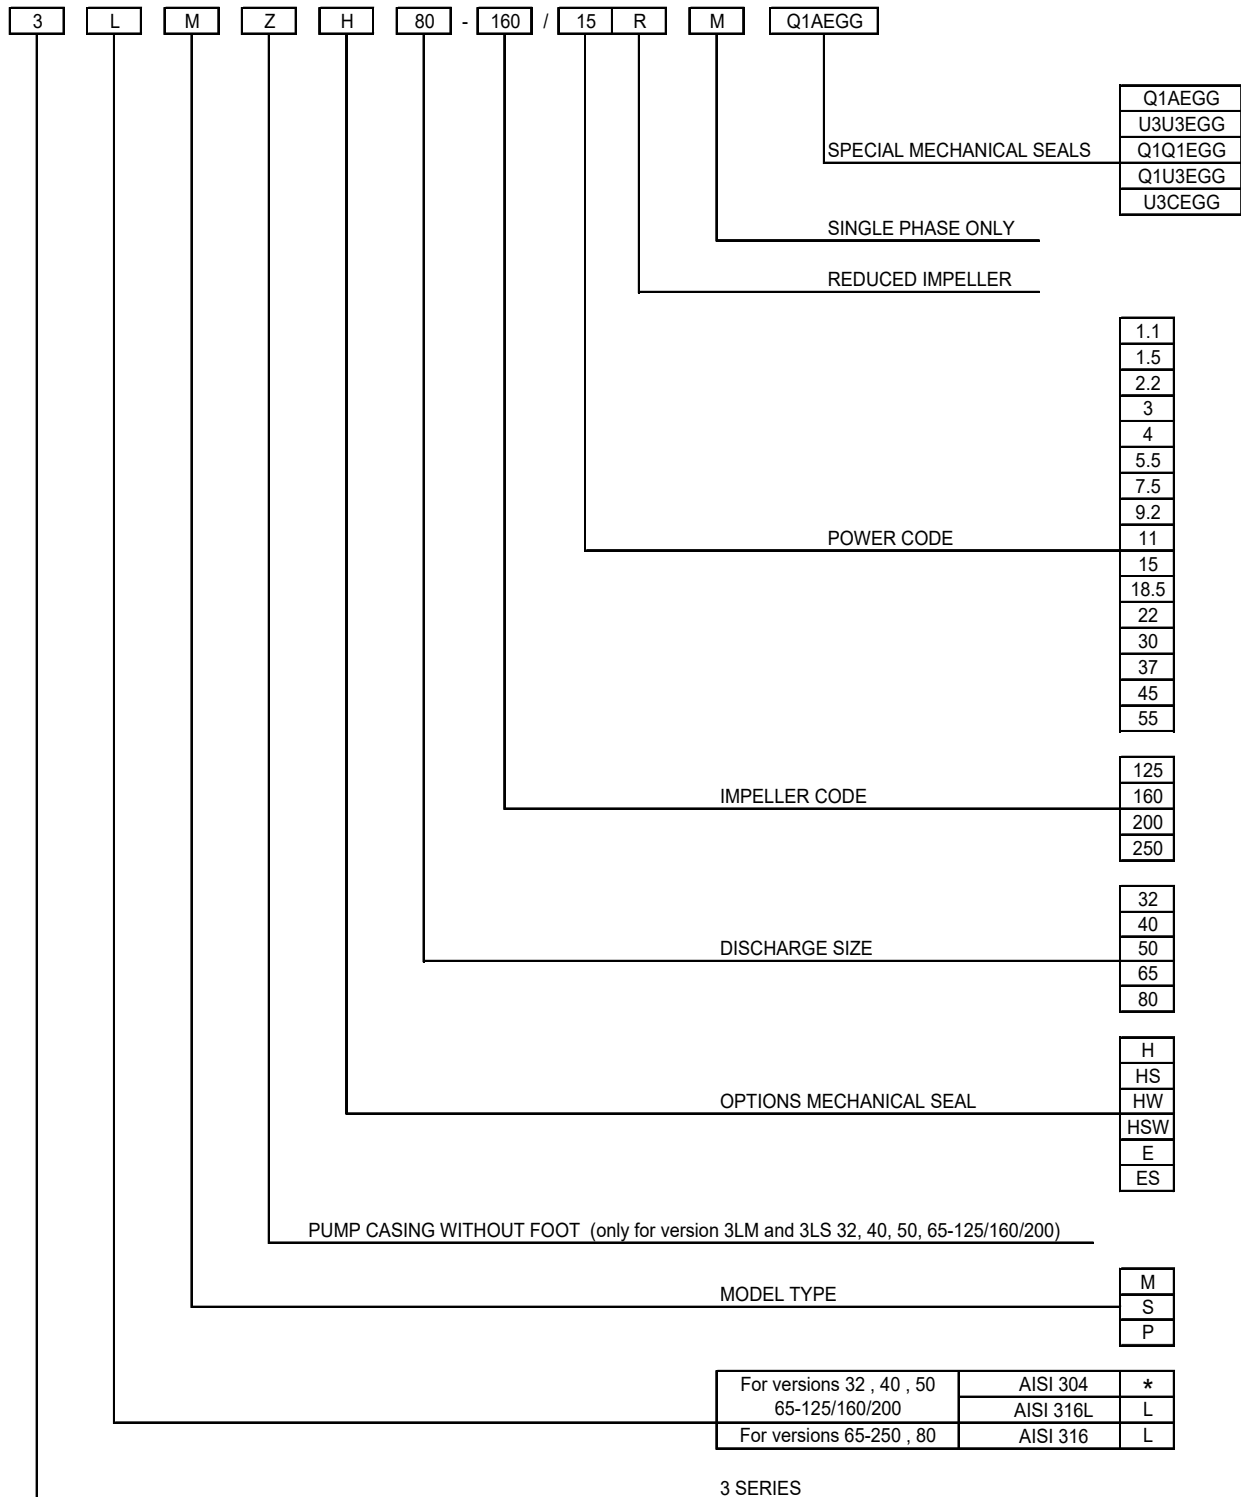 3 L M Z H 80 - 160 / 15 R M Q1AEGG
Q1AEGG
U3U3EGG
SPECIAL MECHANICAL SEALS Q1Q1EGG
Q1U3EGG
U3CEGG
SINGLE PHASE ONLY
REDUCED IMPELLER
1.1
1.5
2.2
3
4
5.5
7.5
9.2
POWER CODE 11
15
18.5
22
30
37
45
55
125
IMPELLER CODE 160
200
250
32
40
DISCHARGE SIZE 50
65
80
H
HS
OPTIONS MECHANICAL SEAL HW
HSW
E
ES
PUMP CASING WITHOUT FOOT (only for version 3LM and 3LS 32, 40, 50, 65-125/160/200)
M
MODEL TYPE S
P
For versions 32 , 40 , 50 AISI 304 *
65-125/160/200 AISI 316L L
For versions 65-250 , 80 AISI 316 L
3 SERIES